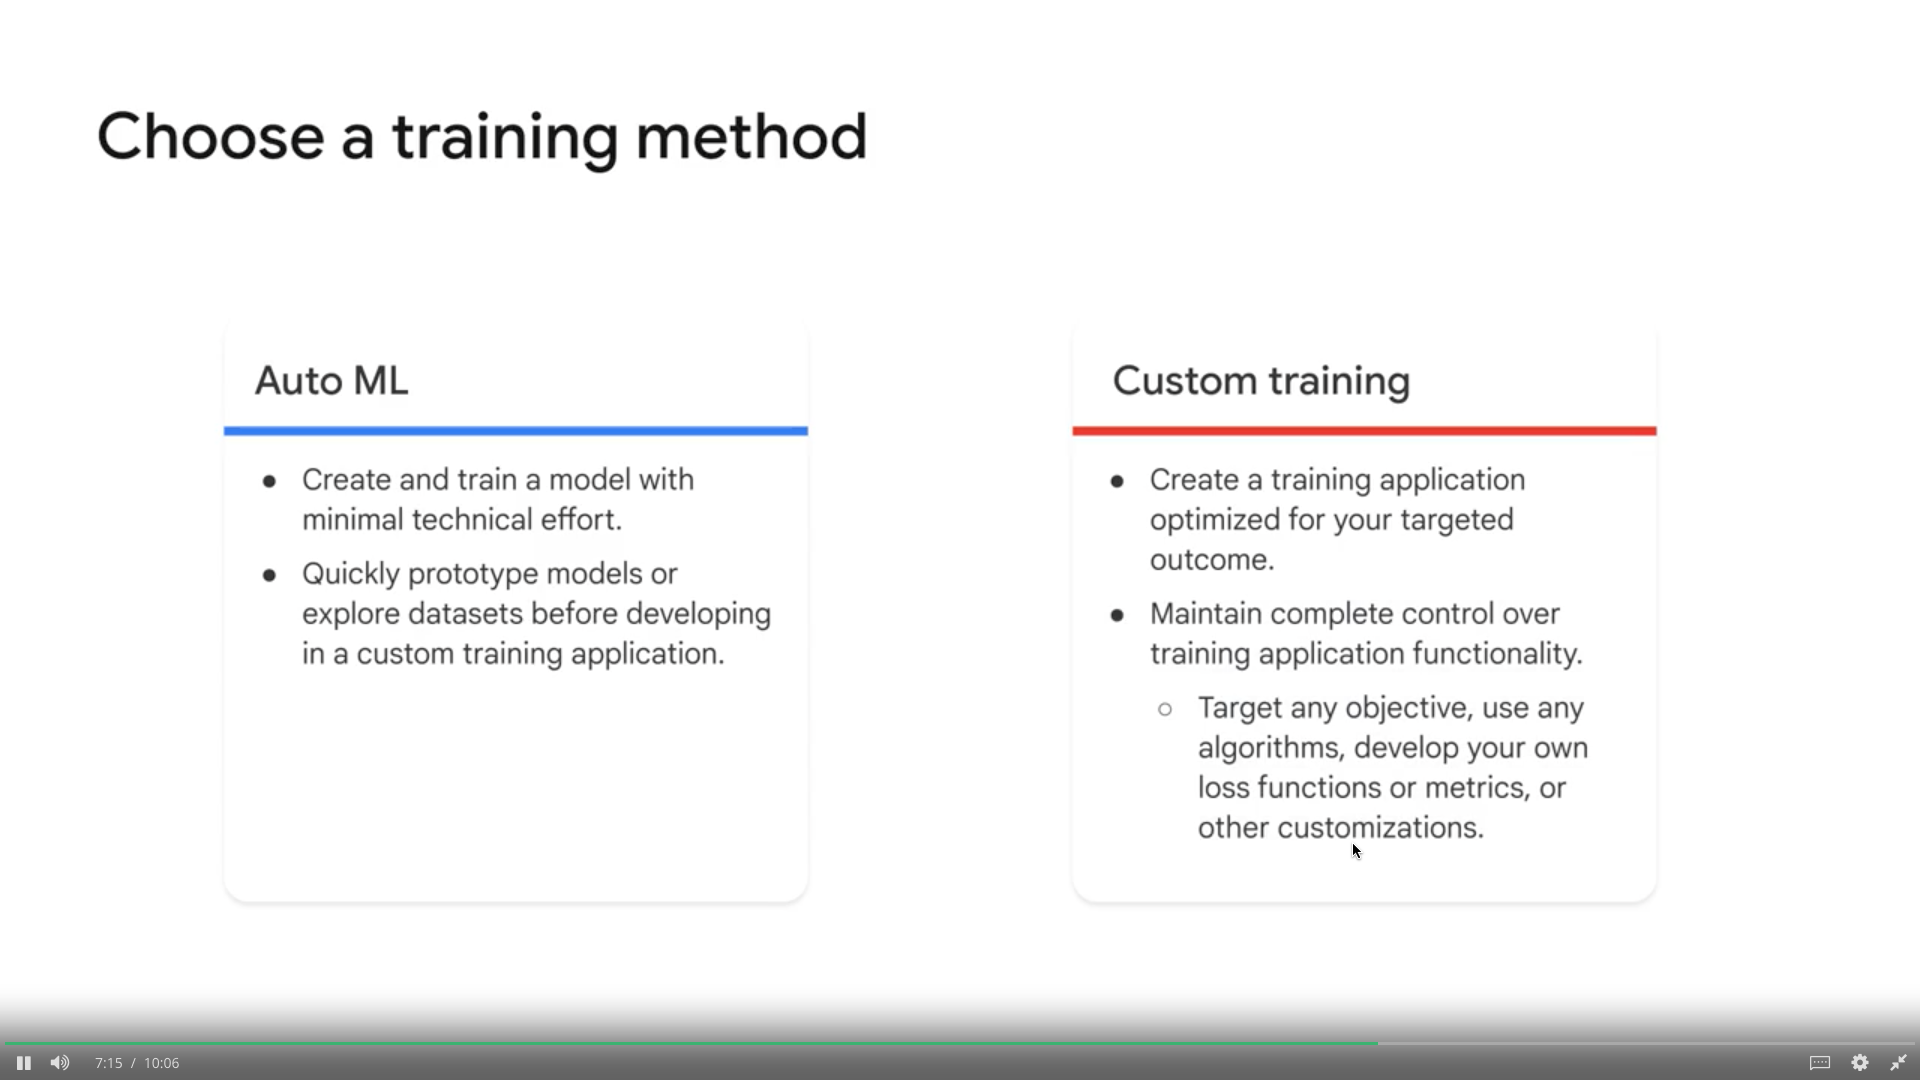 Choose a training method
Auto ML
● Create and train a model with
minimal technical effort.
● Quickly prototype models or
explore datasets before developing
in a custom training application.
Custom training
● Create a training application
optimized for your targeted
outcome.
● Maintain complete control over
training application functionality.
○ Target any objective, use any
algorithms, develop your own
loss functions or metrics, or
other customizations.
7:15 / 10:06